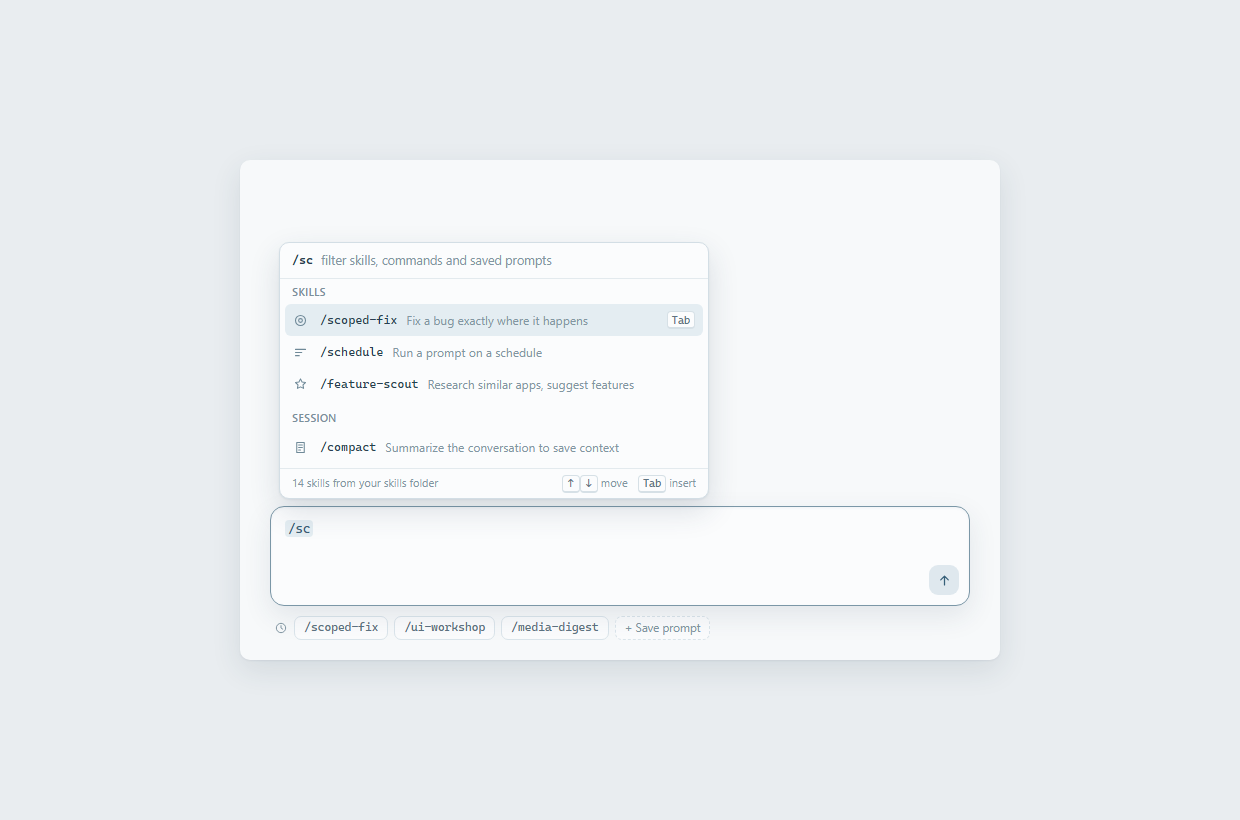 /sc filter skills, commands and saved prompts
SKILLS
/scoped-fix Fix a bug exactly where it happens Tab
/schedule Run a prompt on a schedule
/feature-scout Research similar apps, suggest features
SESSION
/compact Summarize the conversation to save context
14 skills from your skills folder ↑ ↓ move Tab insert
/sc
/scoped-fix /ui-workshop /media-digest + Save prompt